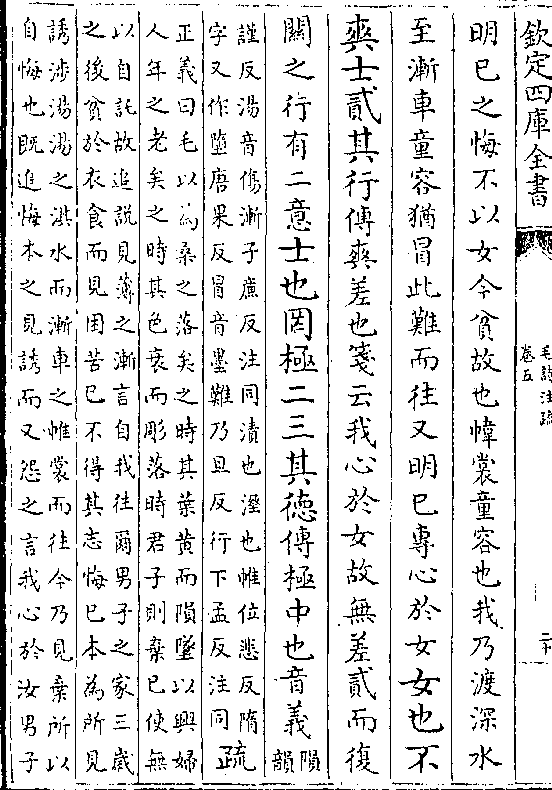 欽定四庫全書
毛詩注疏
卷五
明已之悔不以女今貧故也幃裳童容也我乃渡深水
至漸車童容猶冒此難而往又明已專心於女女也不
爽士貳其行傳爽差也箋云我心於女故無差貳而復
關之行有二意士也罔極二三其德傳極中也音義隕韻
謹反湯音傷漸子亷反注同漬也溼也帷位悲反隋
字又作墮唐果反冒音墨難乃旦反行下孟反注同疏
正義曰毛以為桑之落矣之時其葉黄而隕墜以興婦
人年之老矣之時其色衰而彫落時君子則棄已使無
以自託故追説見薄之漸言自我往爾男子之家三歲
之後貧於衣食而見困苦已不得其志悔已本為所見
誘涉湯湯之淇水而漸車之帷裳而往今乃見棄所以
自悔也既追悔本之見誘而又怨之言我心於汝男子